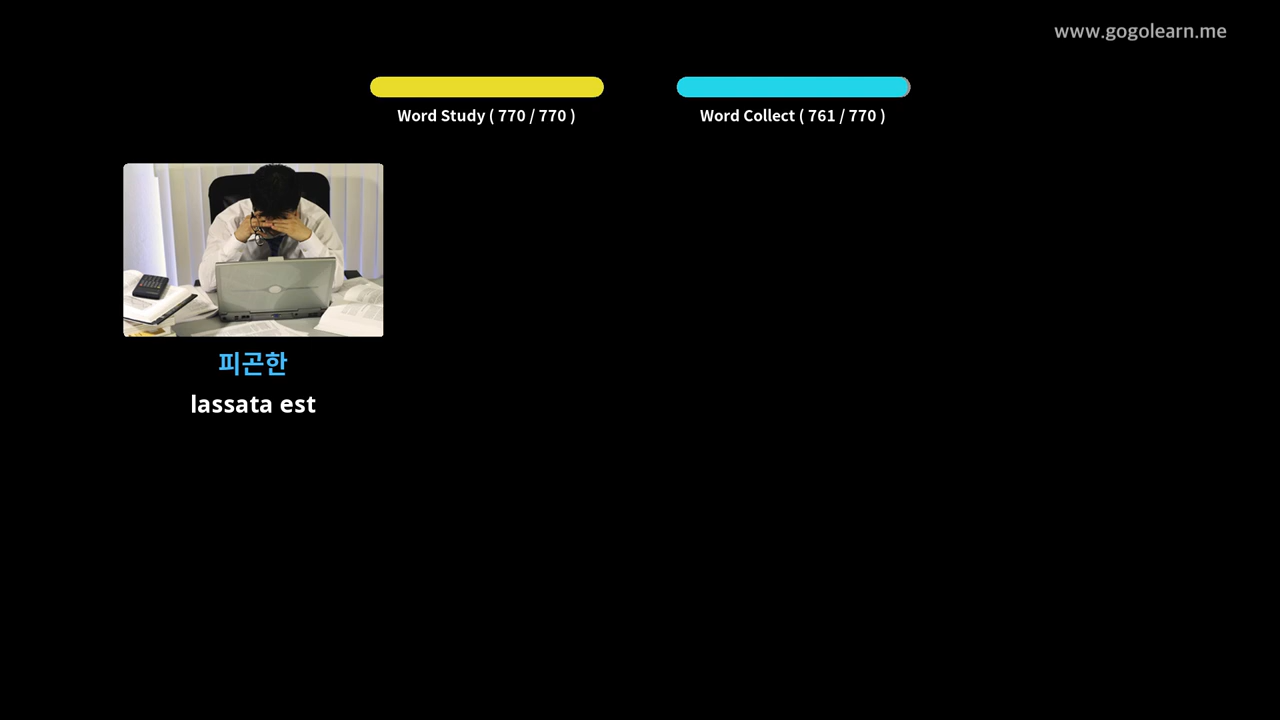 www.gogolearn.me
Word Study ( 770 / 770 )
Word Collect ( 761 / 770 )
피곤한
lassata est